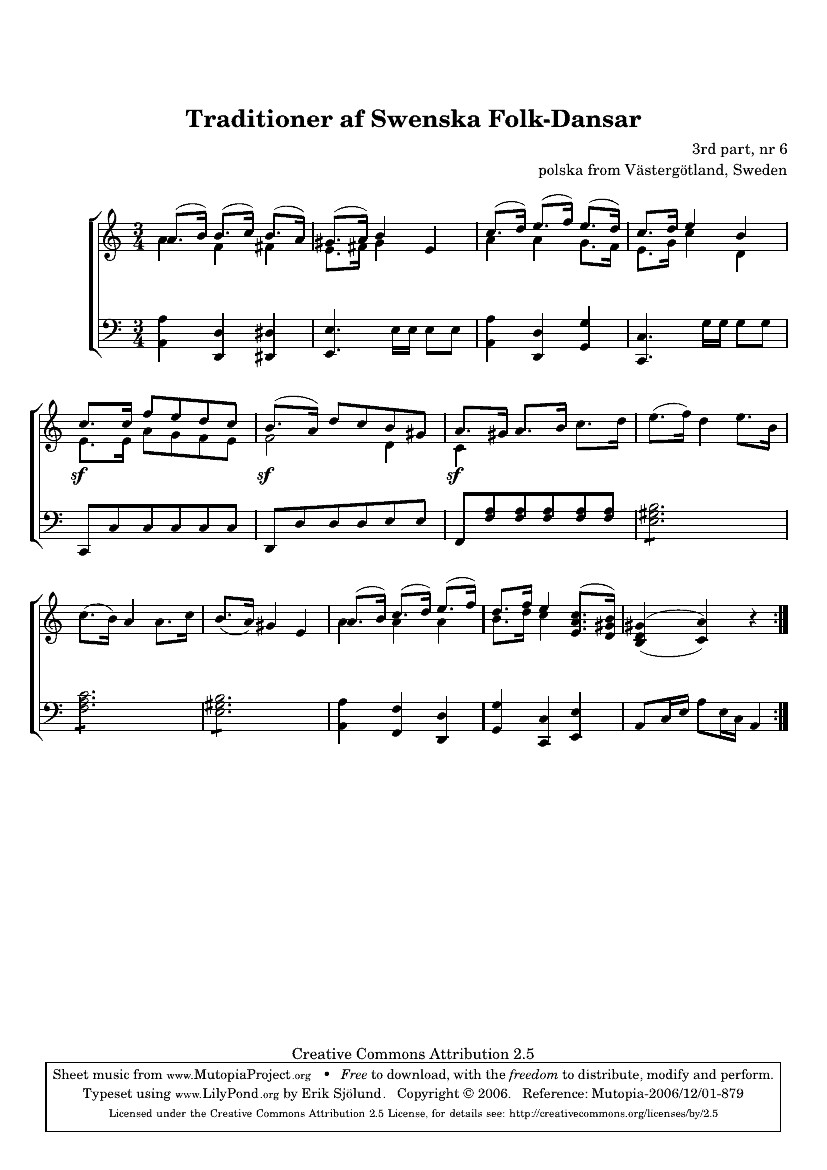 Traditioner af Swenska Folk-Dansar
3rd part, nr 6
polska from Västergötland, Sweden
3
4
3
4
sf
sf
sf
Creative Commons Attribution 2.5
Sheet music from www.MutopiaProject.org • Free to download, with the freedom to distribute, modify and perform.
Typeset using www.LilyPond.org by Erik Sjölund. Copyright © 2006. Reference: Mutopia-2006/12/01-879
Licensed under the Creative Commons Attribution 2.5 License, for details see: http://creativecommons.org/licenses/by/2.5